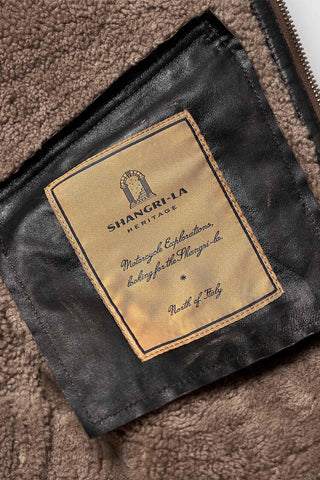 SHANGRI-LA
HERITAGE
Motorcycle Explorations,
looking for the Shangri-la.
North of Italy